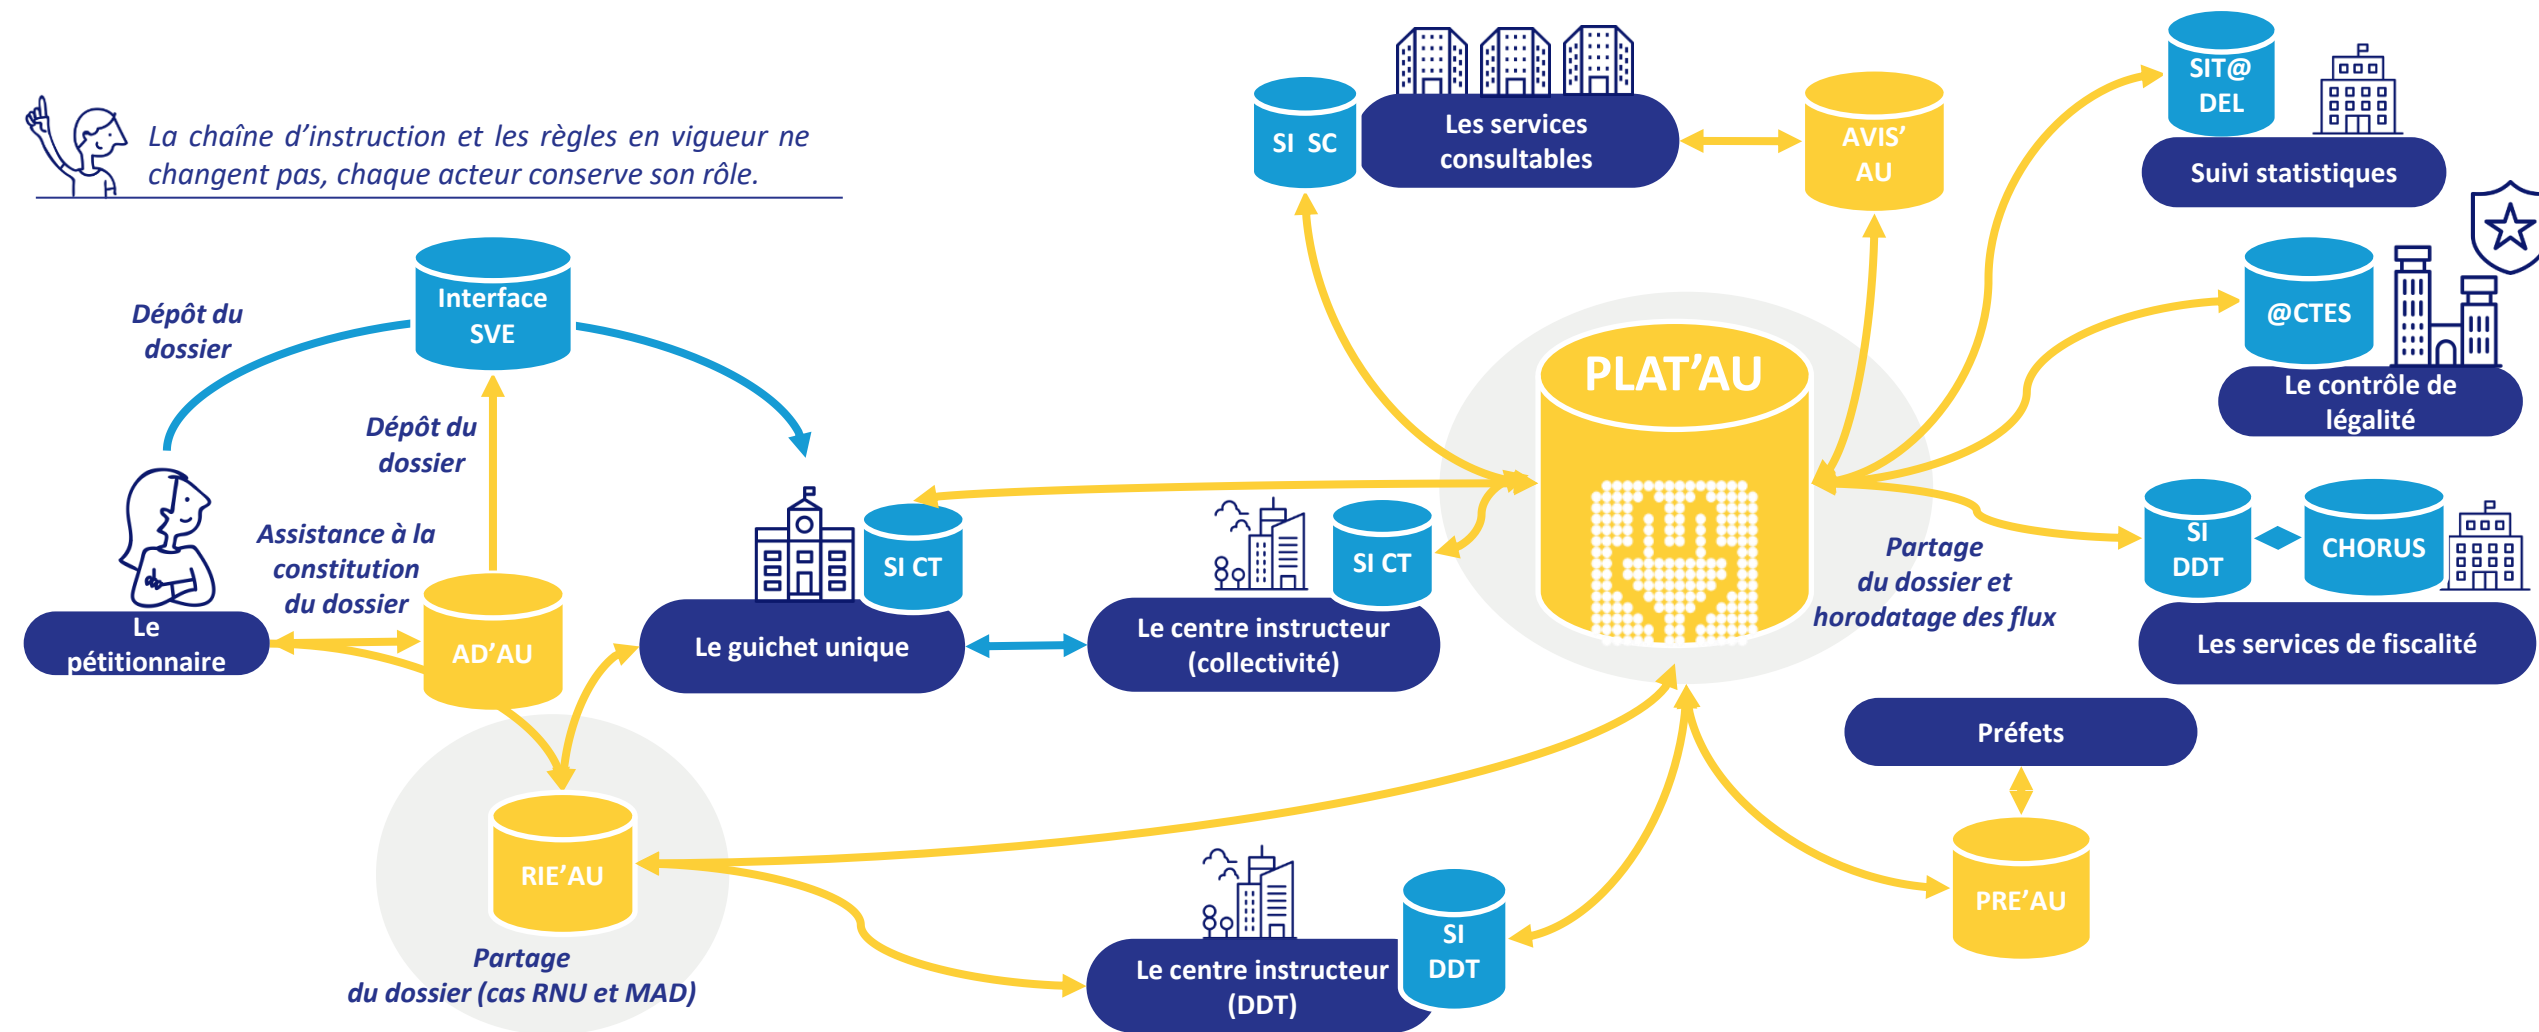 La chaîne d’instruction et les règles en vigueur ne
changent pas, chaque acteur conserve son rôle.
SI SC
Les services
consultables
AVIS’
AU
SIT@
DEL
Suivi statistiques
@CTES
Le contrôle de
légalité
Interface
SVE
Dépôt du
dossier
Dépôt du
dossier
Assistance à la
constitution
du dossier
Le
pétitionnaire
AD’AU
SI CT
Le guichet unique
SI CT
Le centre instructeur
(collectivité)
PLAT’AU
Partage
du dossier et
horodatage des flux
SI
DDT
CHORUS
Les services de fiscalité
Préfets
PRE’AU
RIE’AU
Partage
du dossier (cas RNU et MAD)
Le centre instructeur
(DDT)
SI
DDT